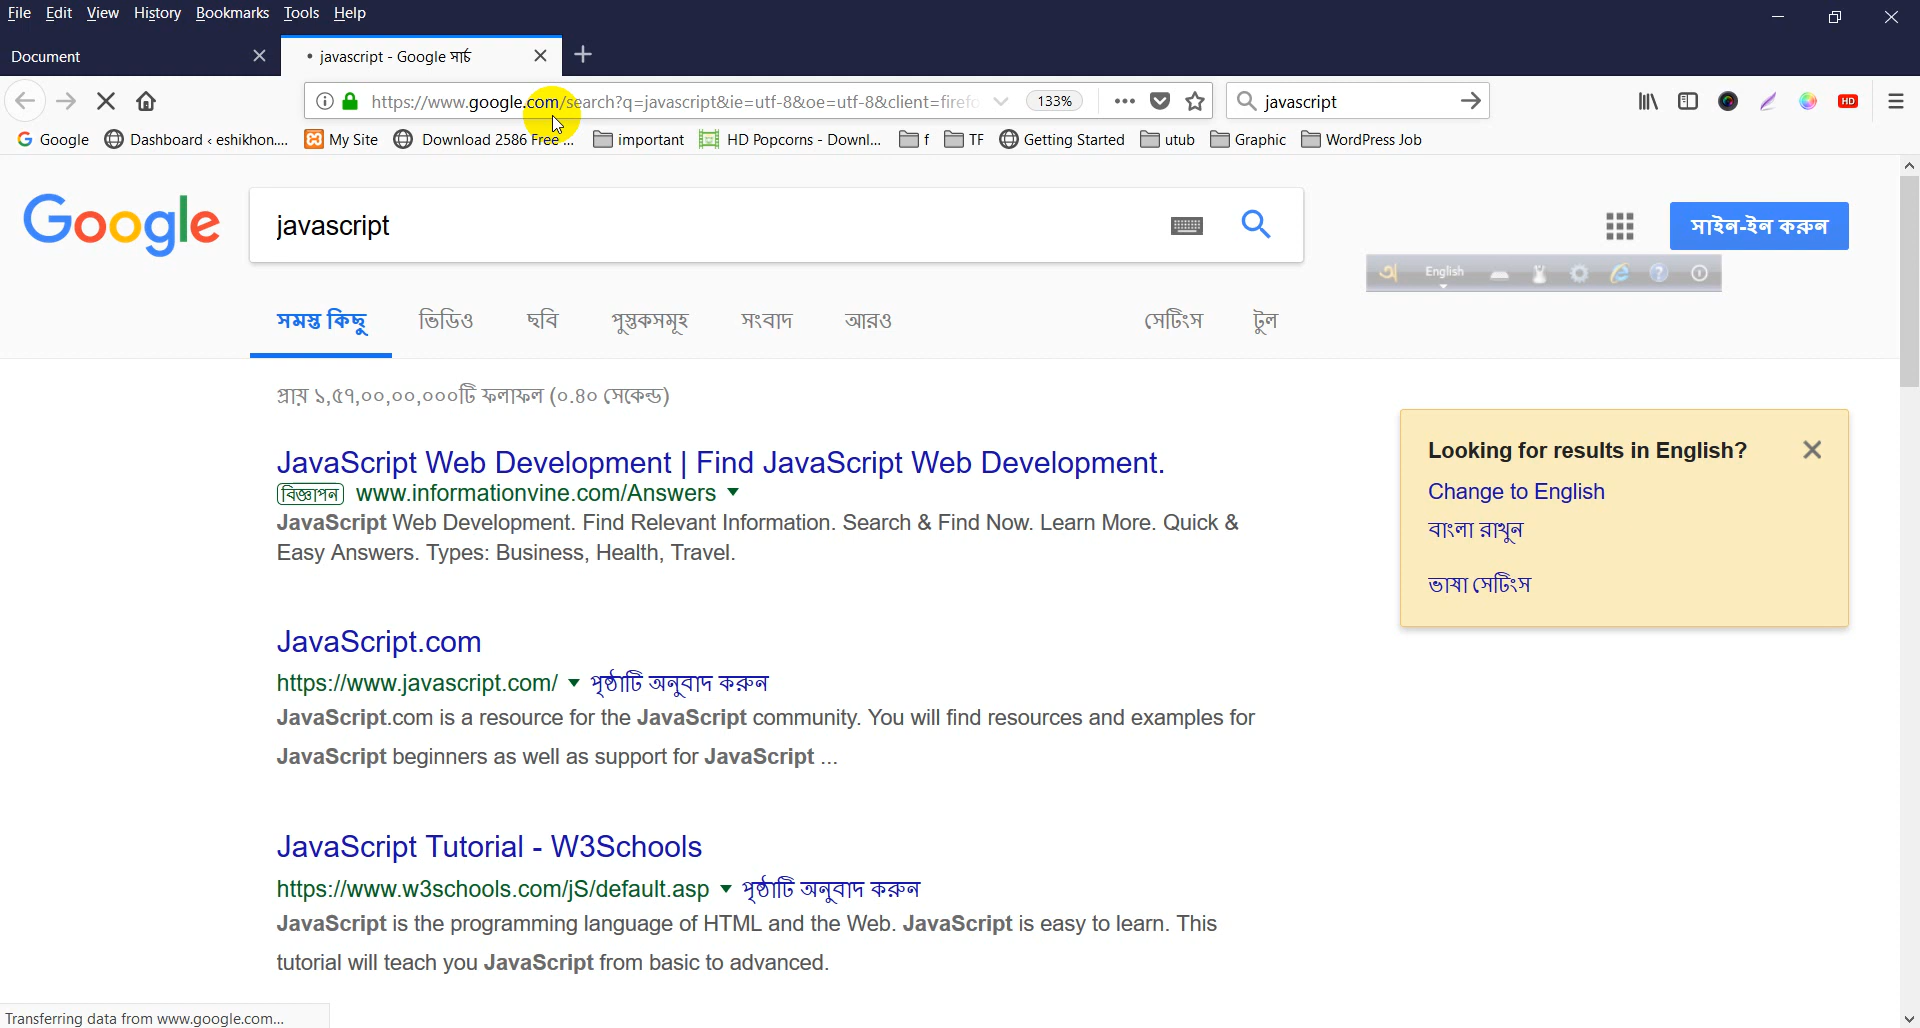 File Edit View History Bookmarks Tools Help
Document
javascript - Google সার্চ
https://www.google.com/search?q=javascript&ie=utf-8&oe=utf-8&client=firefo
133%
javascript
HD
Google Dashboard ‹ eshikhon.... My Site Download 2586 Free ... important HD Popcorns - Downl... f TF Getting Started utub Graphic WordPress Job
Google
javascript
সাইন-ইন করুন
অ English
সমস্ত কিছু ভিডিও ছবি পুস্তকসমূহ সংবাদ আরও সেটিংস টুল
প্রায় ১,৫৭,০০,০০,০০০টি ফলাফল (০.৪০ সেকেন্ড)
JavaScript Web Development | Find JavaScript Web Development.
বিজ্ঞাপন www.informationvine.com/Answers
JavaScript Web Development. Find Relevant Information. Search & Find Now. Learn More. Quick &
Easy Answers. Types: Business, Health, Travel.
Looking for results in English?
Change to English
বাংলা রাখুন
ভাষা সেটিংস
JavaScript.com
https://www.javascript.com/ পৃষ্ঠাটি অনুবাদ করুন
JavaScript.com is a resource for the JavaScript community. You will find resources and examples for
JavaScript beginners as well as support for JavaScript ...
JavaScript Tutorial - W3Schools
https://www.w3schools.com/jS/default.asp পৃষ্ঠাটি অনুবাদ করুন
JavaScript is the programming language of HTML and the Web. JavaScript is easy to learn. This
tutorial will teach you JavaScript from basic to advanced.
Transferring data from www.google.com...